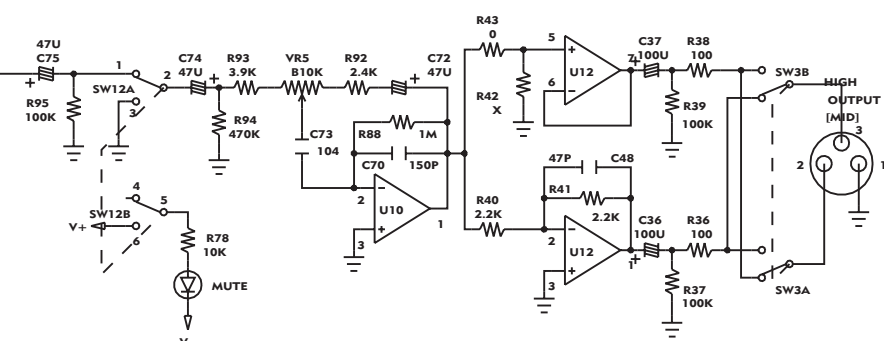 R43
0
5
7
+
C37
100U
R38
100
47U
C75
+
1
2
SW12A
3
R95
100K
C74
47U
+
R93
3.9K
R94
470K
VR5
B10K
R92
2.4K
C72
47U
+
C73
104
R88
1M
C70
150P
2
3
U10
1
R42
X
6
U12
R39
100K
SW3B
HIGH
OUTPUT
[MID]
3
2
1
47P
C48
R41
2.2K
R40
2.2K
2
3
U12
1
+
C36
100U
R36
100
R37
100K
SW3A
4
5
SW12B
V+
6
R78
10K
MUTE